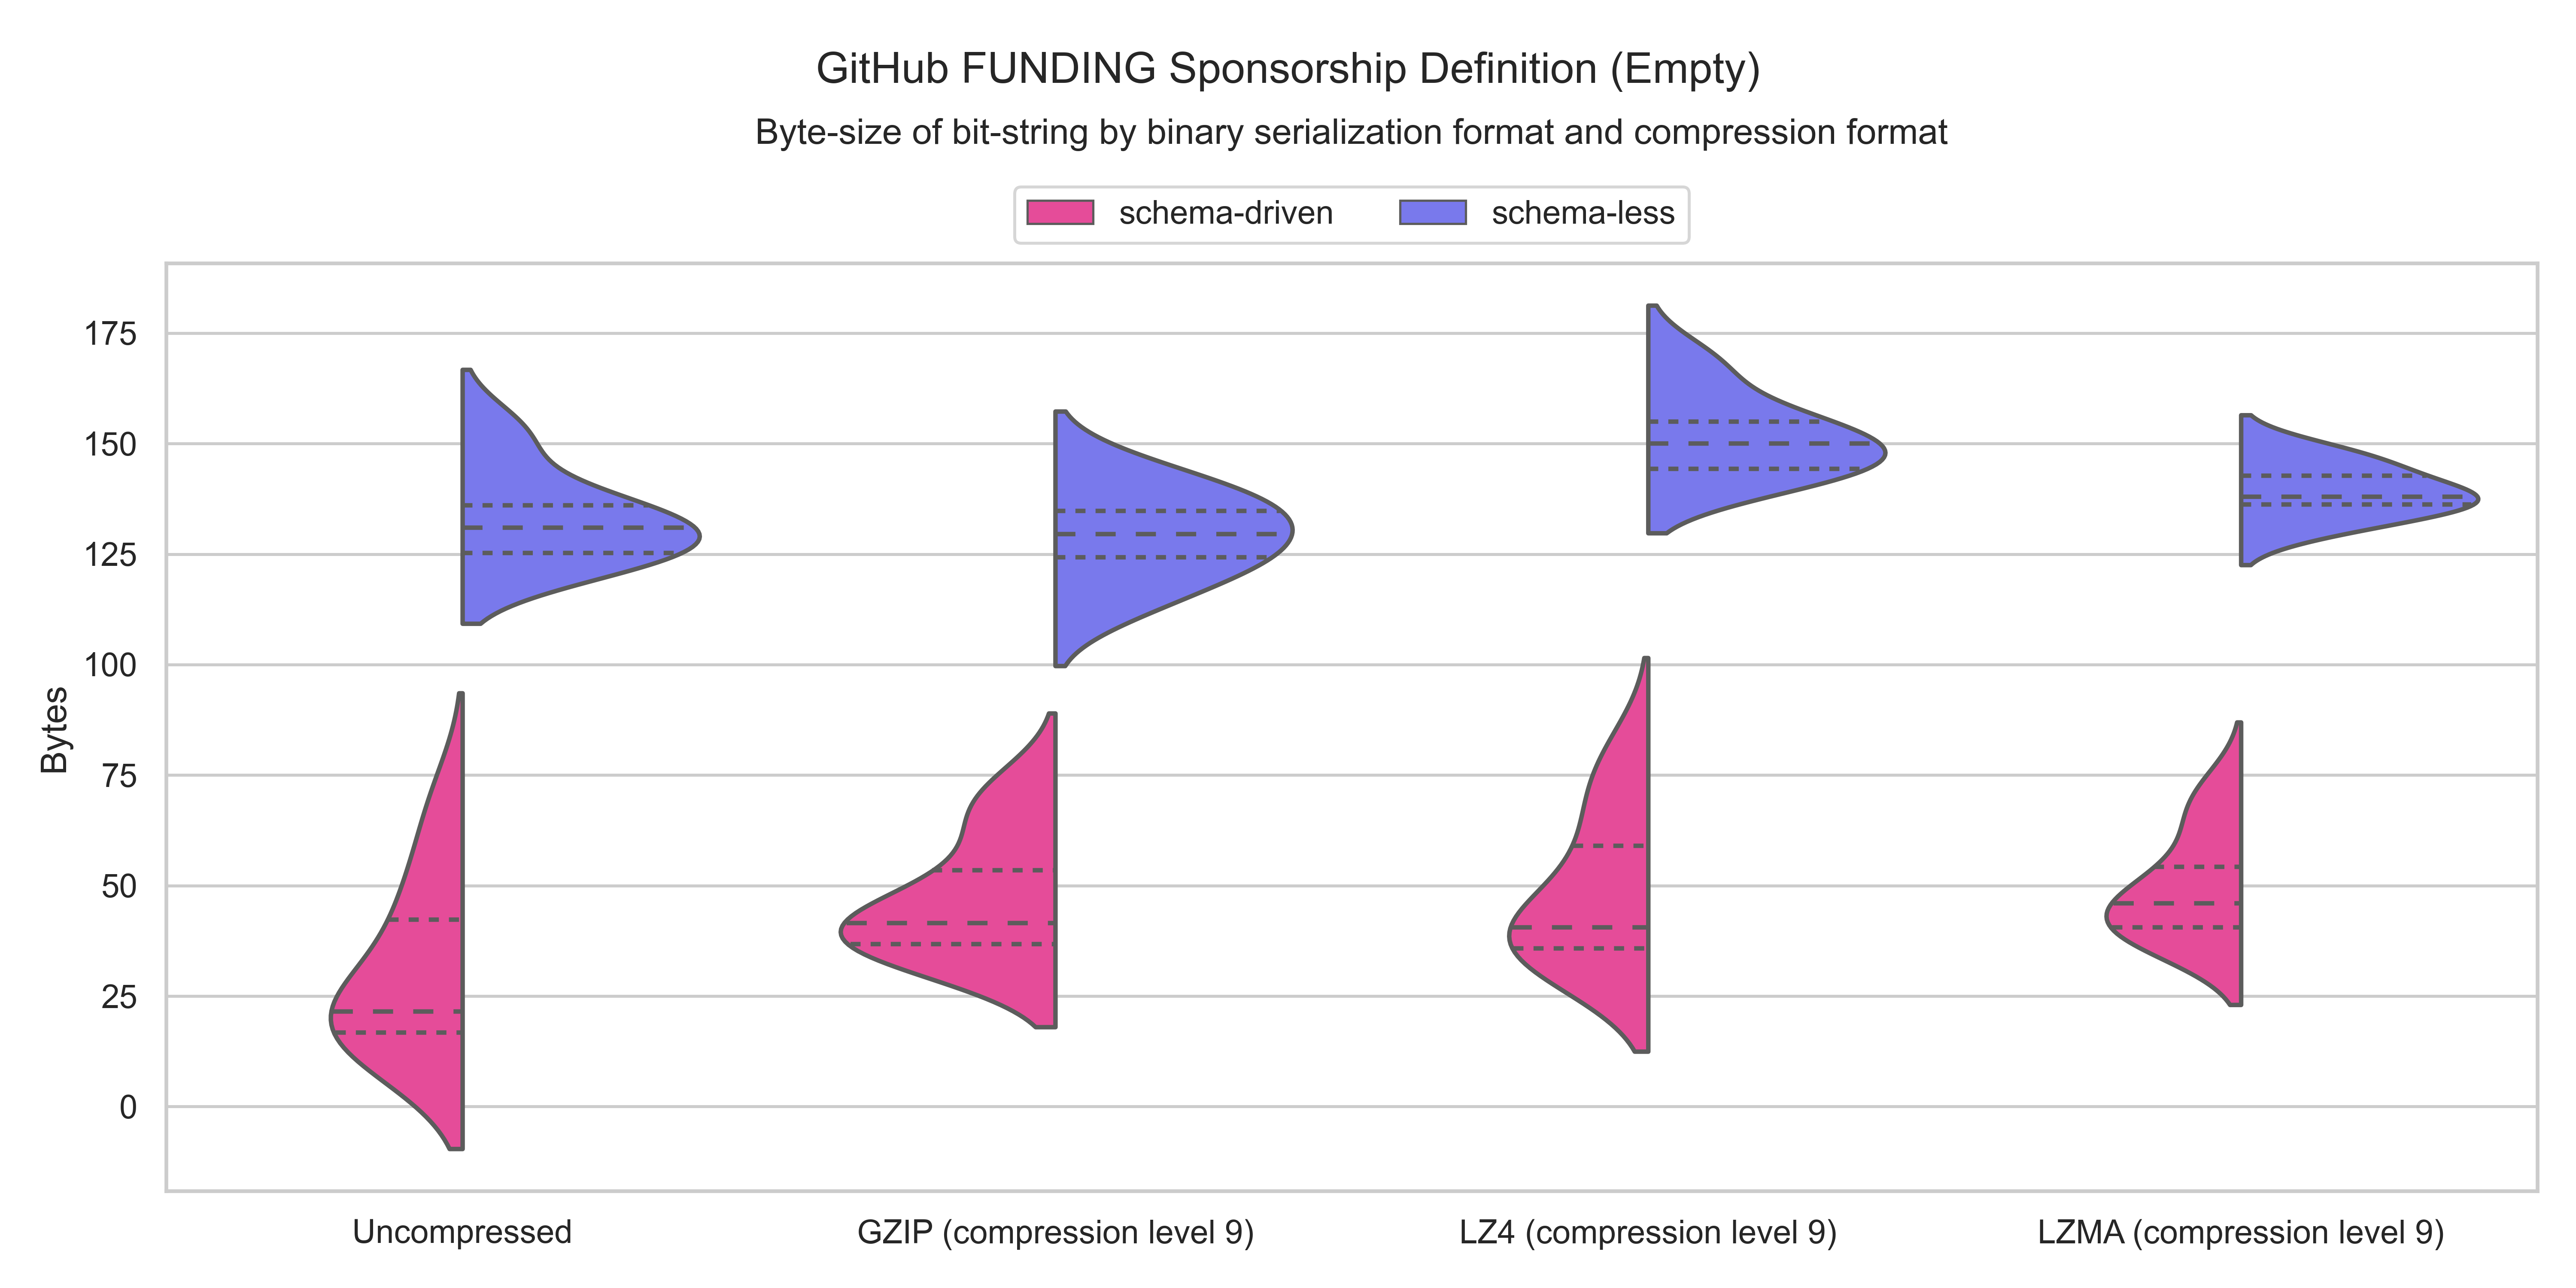 GitHub FUNDING Sponsorship Definition (Empty)
Byte-size of bit-string by binary serialization format and compression format
schema-driven schema-less
175
150
125
100
75
50
25
0
Bytes
Uncompressed GZIP (compression level 9) LZ4 (compression level 9) LZMA (compression level 9)